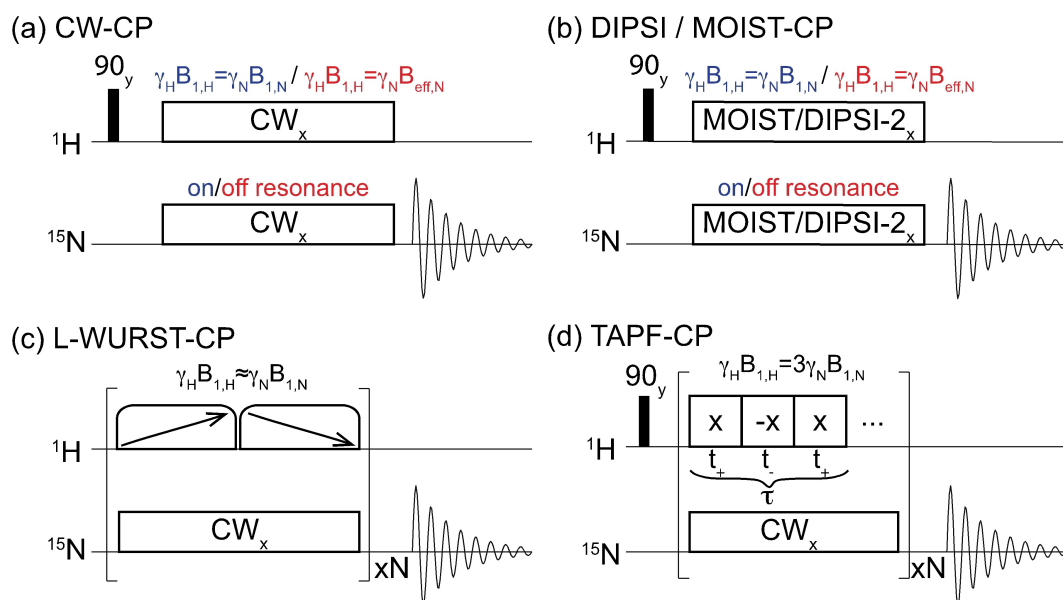 (a) CW-CP
90y γHB1,H=γNB1,N / γHB1,H=γNBeff,N
CWx
1H
on/off resonance
CWx
15N
(b) DIPSI / MOIST-CP
90y γHB1,H=γNB1,N / γHB1,H=γNBeff,N
MOIST/DIPSI-2x
1H
on/off resonance
MOIST/DIPSI-2x
15N
(c) L-WURST-CP
γHB1,H≈γNB1,N
1H
CWx
15N
xN
(d) TAPF-CP
γHB1,H=3γNB1,N
90y
x -x x ...
1H
t+ t- t+
τ
CWx
15N
xN